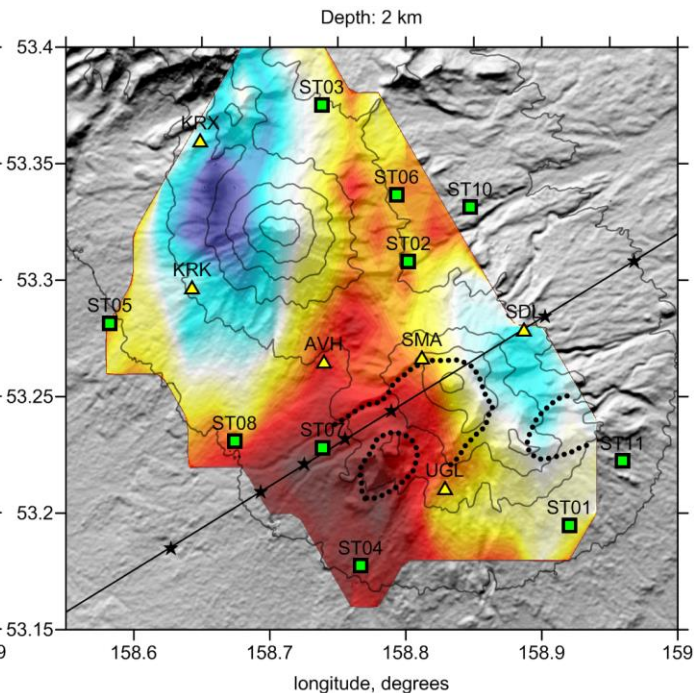 Depth: 2 km
53.4
ST03
KRX
53.35
ST06
ST10
53.3
ST02
KRK
ST05
SDL
AVH
SMA
53.25
ST08
ST07
ST11
UGL
53.2
ST01
ST04
53.15
9
158.6
158.7
158.8
158.9
159
longitude, degrees